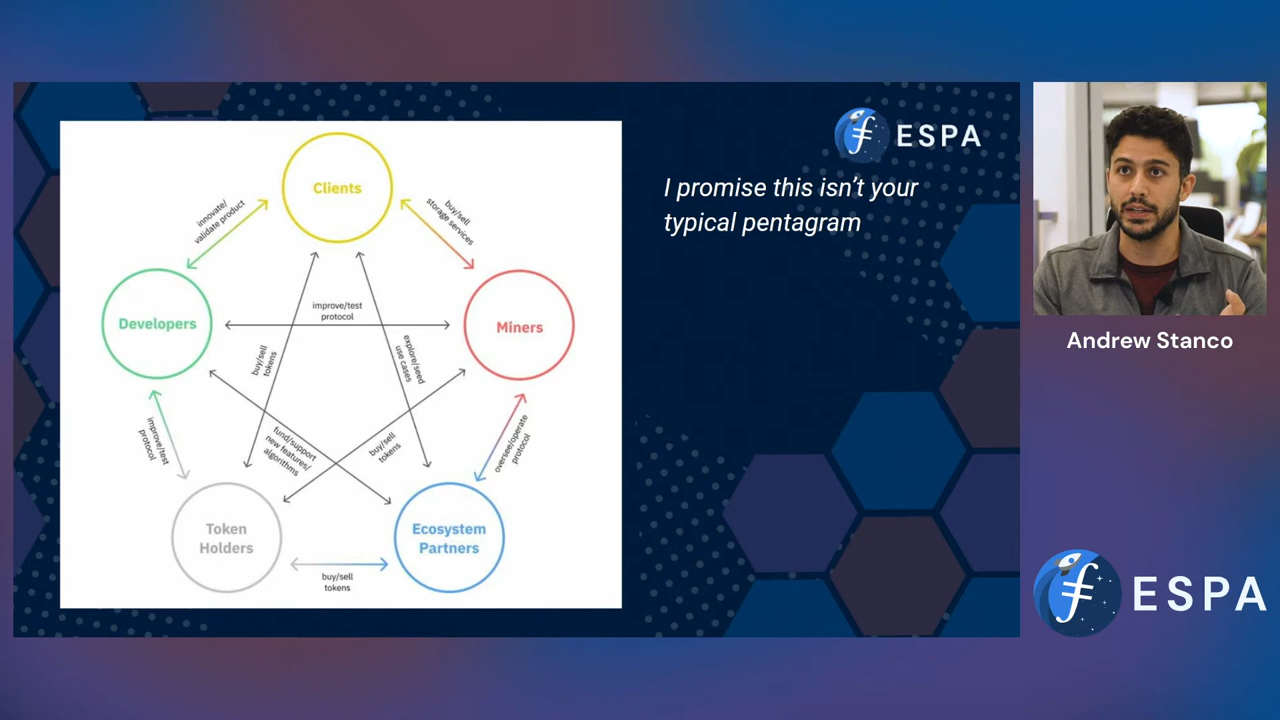 ESPA
I promise this isn’t your
typical pentagram
Clients
innovate/
validate product
buy/sell
storage services
Developers
improve/test
protocol
Miners
buy/sell
tokens
explore/seed
use cases
improve/test
protocol
fund/support
new features/
algorithms
buy/sell
tokens
oversee/operate
protocol
Token
Holders
Ecosystem
Partners
buy/sell
tokens
Andrew Stanco
ESPA